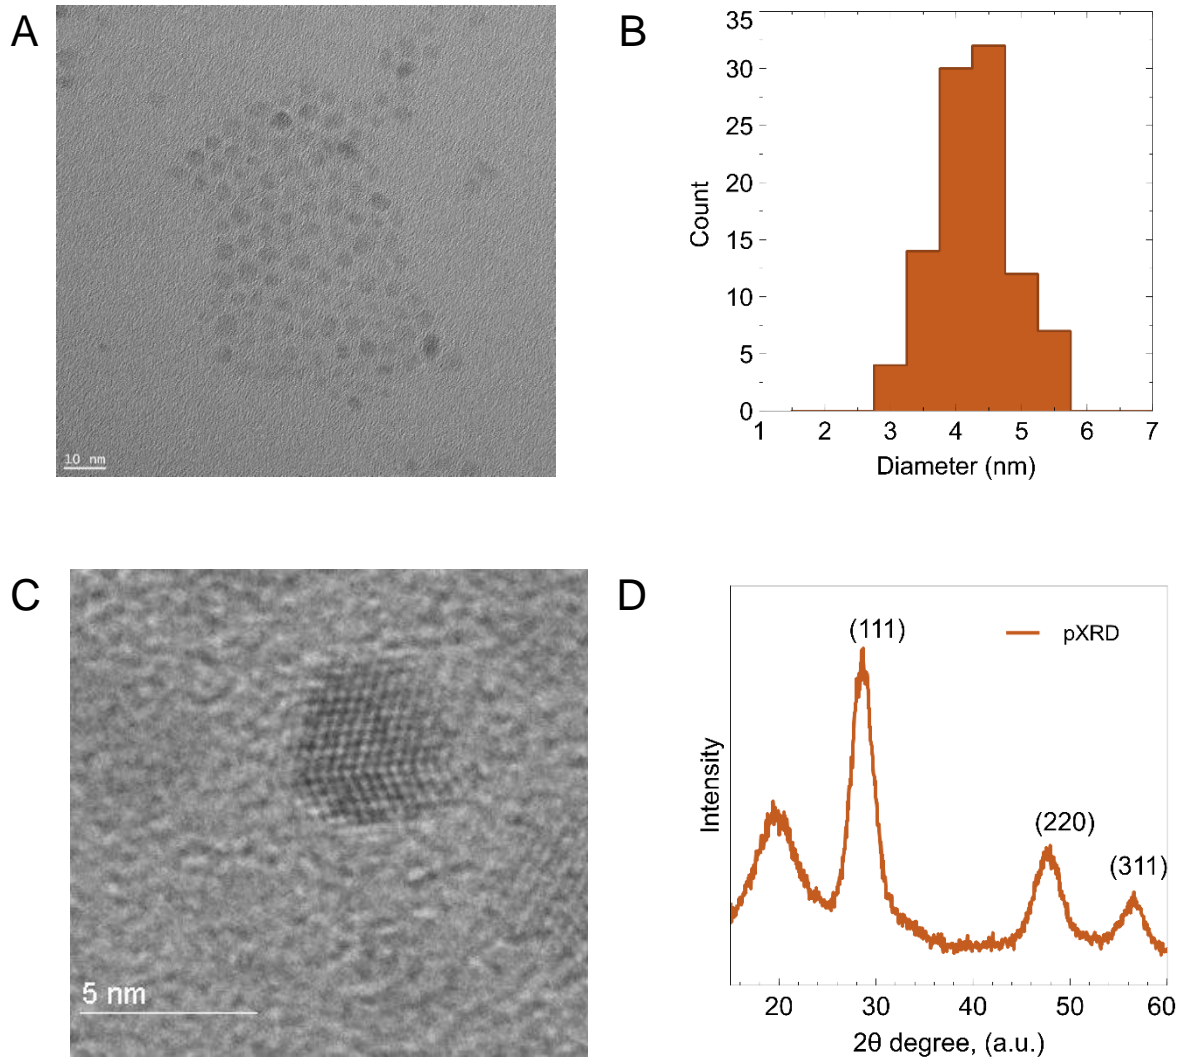 A
10 nm
B
35
30
25
20
15
10
5
0
Count
1 2 3 4 5 6 7
Diameter (nm)
C
5 nm
D
(111)
pXRD
(220)
(311)
Intensity
20 30 40 50 60
2θ degree, (a.u.)